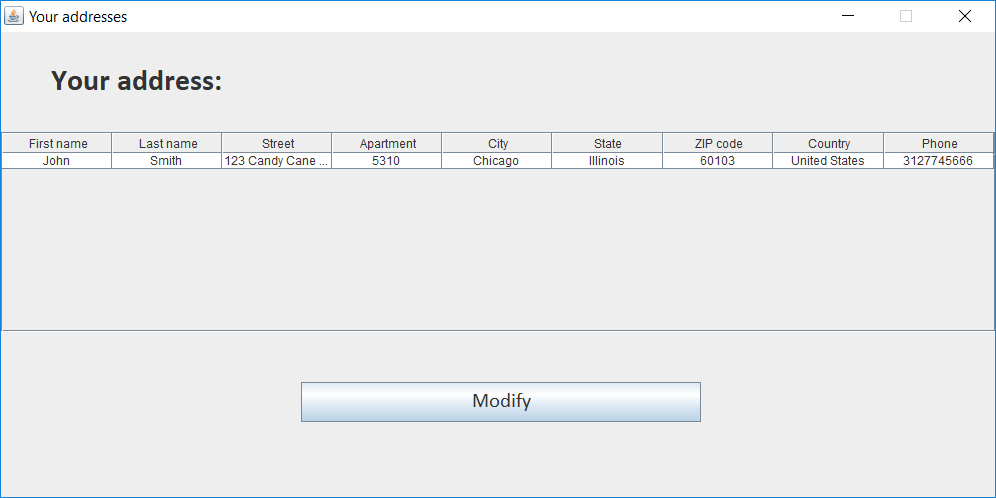 Your addresses
Your address:
First name Last name Street Apartment City State ZIP code Country Phone
John Smith 123 Candy Cane ... 5310 Chicago Illinois 60103 United States 3127745666
Modify